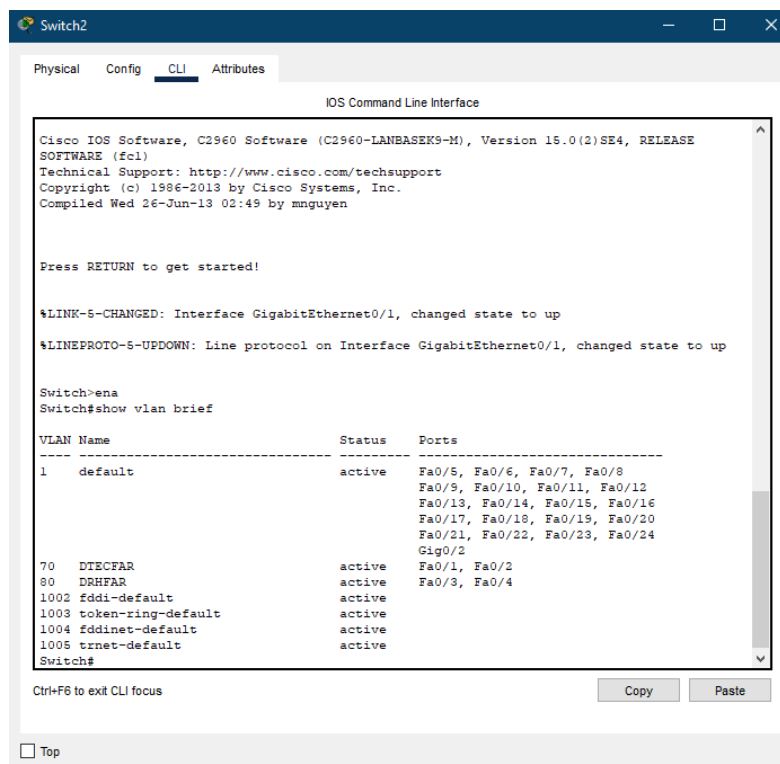 Switch2
Physical Config CLI Attributes
IOS Command Line Interface
Cisco IOS Software, C2960 Software (C2960-LANBASEK9-M), Version 15.0(2)SE4, RELEASE
SOFTWARE (fc1)
Technical Support: http://www.cisco.com/techsupport
Copyright (c) 1986-2013 by Cisco Systems, Inc.
Compiled Wed 26-Jun-13 02:49 by mnguyen
Press RETURN to get started!
%LINK-5-CHANGED: Interface GigabitEthernet0/1, changed state to up
%LINEPROTO-5-UPDOWN: Line protocol on Interface GigabitEthernet0/1, changed state to up
Switch>ena
Switch#show vlan brief
VLAN Name                             Status    Ports
---- -------------------------------- --------- -------------------------------
1    default                          active    Fa0/5, Fa0/6, Fa0/7, Fa0/8
                                                Fa0/9, Fa0/10, Fa0/11, Fa0/12
                                                Fa0/13, Fa0/14, Fa0/15, Fa0/16
                                                Fa0/17, Fa0/18, Fa0/19, Fa0/20
                                                Fa0/21, Fa0/22, Fa0/23, Fa0/24
                                                Gig0/2
70   DTECFAR                          active    Fa0/1, Fa0/2
80   DRHFAR                           active    Fa0/3, Fa0/4
1002 fddi-default                     active
1003 token-ring-default               active
1004 fddinet-default                  active
1005 trnet-default                    active
Switch#
Ctrl+F6 to exit CLI focus Copy Paste
Top